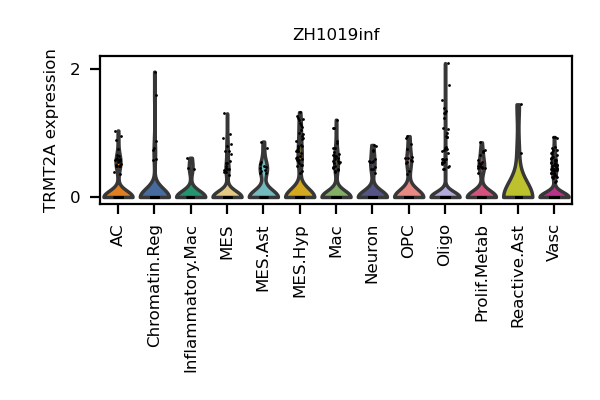 ZH1019inf
TRMT2A expression
2
0
AC
Chromatin.Reg
Inflammatory.Mac
MES
MES.Ast
MES.Hyp
Mac
Neuron
OPC
Oligo
Prolif.Metab
Reactive.Ast
Vasc